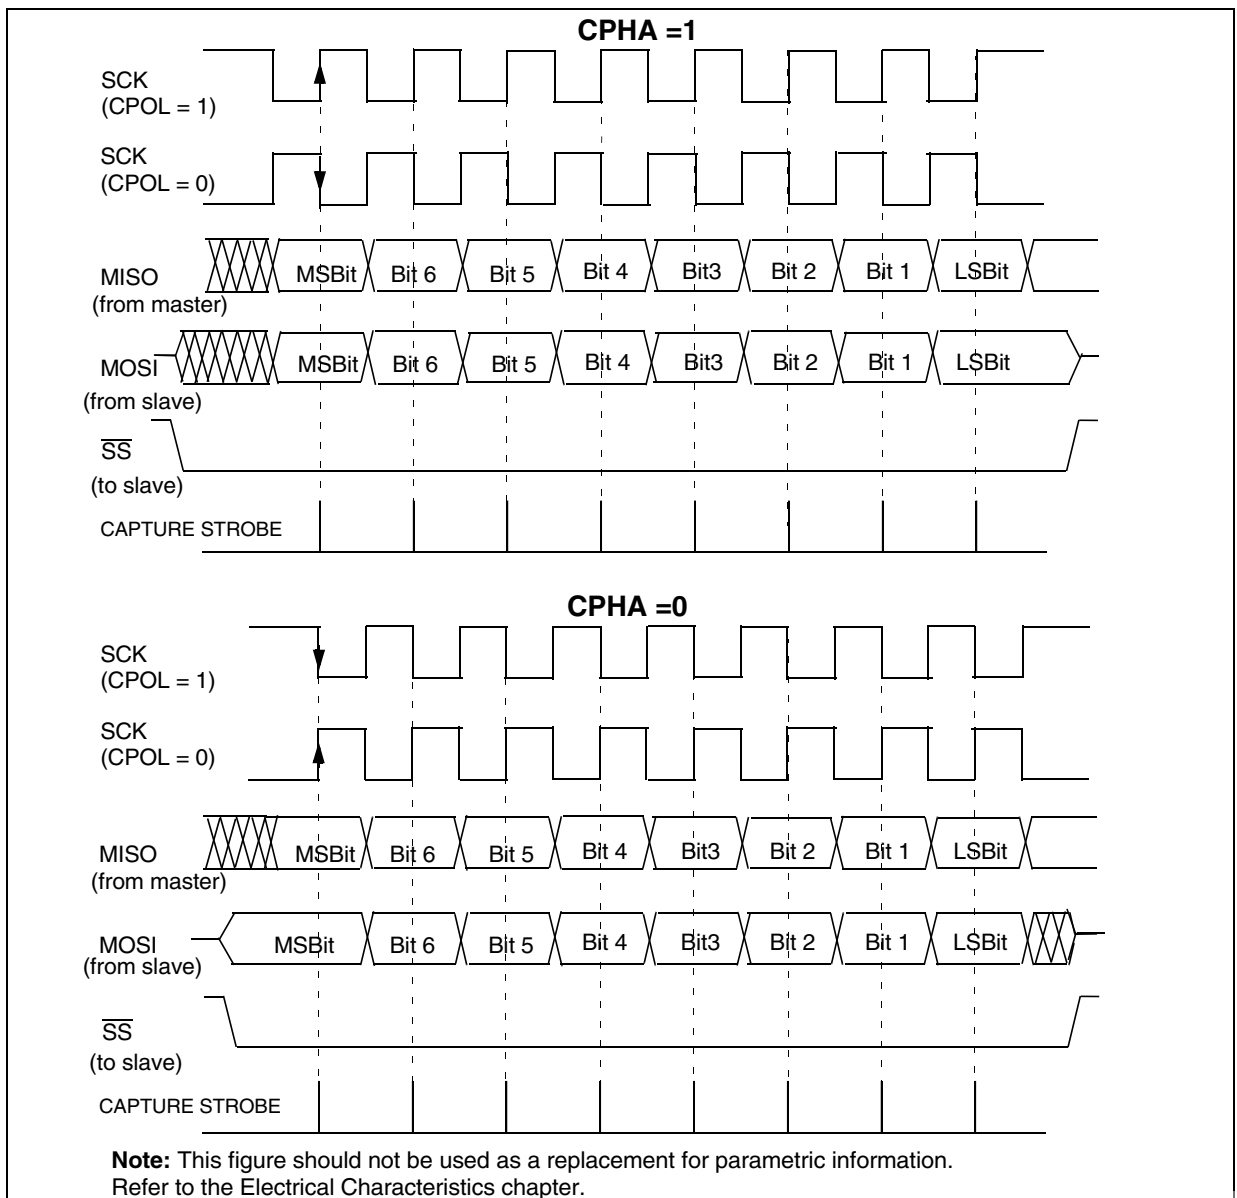 CPHA =1
SCK
(CPOL = 1)
SCK
(CPOL = 0)
MISO
(from master)
MSBit Bit 6 Bit 5 Bit 4 Bit3 Bit 2 Bit 1 LSBit
MOSI
(from slave)
MSBit Bit 6 Bit 5 Bit 4 Bit3 Bit 2 Bit 1 LSBit
SS
(to slave)
CAPTURE STROBE
CPHA =0
SCK
(CPOL = 1)
SCK
(CPOL = 0)
MISO
(from master)
MSBit Bit 6 Bit 5 Bit 4 Bit3 Bit 2 Bit 1 LSBit
MOSI
(from slave)
MSBit Bit 6 Bit 5 Bit 4 Bit3 Bit 2 Bit 1 LSBit
SS
(to slave)
CAPTURE STROBE
Note: This figure should not be used as a replacement for parametric information.
Refer to the Electrical Characteristics chapter.